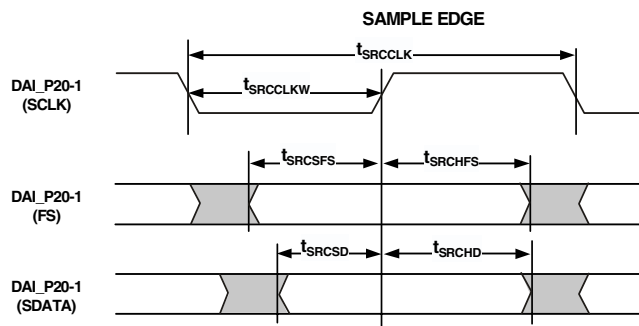 SAMPLE EDGE
tSRCCLK
DAI_P20-1
(SCLK)
tSRCCLKW
tSRCSFS
tSRCHFS
DAI_P20-1
(FS)
tSRCSD
tSRCHD
DAI_P20-1
(SDATA)